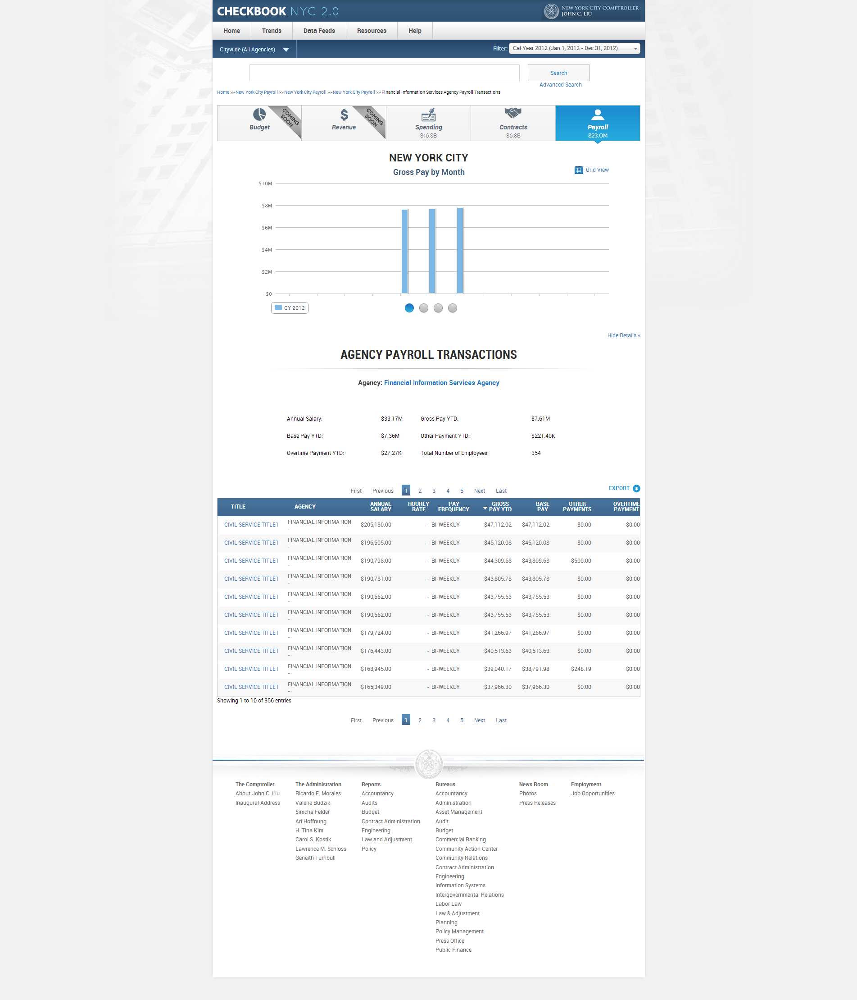 CHECKBOOK NYC 2.0
NEW YORK CITY COMPTROLLER
JOHN C. LIU
Home Trends Data Feeds Resources Help
Citywide (All Agencies) Filter: Cal Year 2012 (Jan 1, 2012 - Dec 31, 2012)
Search
Advanced Search
Home >> New York City Payroll >> New York City Payroll >> New York City Payroll >> Financial Information Services Agency Payroll Transactions
COMING SOON COMING SOON
Budget Revenue Spending Contracts Payroll
$16.3B $6.8B $23.0M
NEW YORK CITY
Gross Pay by Month
Grid View
$10M
$8M
$6M
$4M
$2M
$0
CY 2012
Hide Details «
AGENCY PAYROLL TRANSACTIONS
Agency: Financial Information Services Agency
Annual Salary: $33.17M Gross Pay YTD: $7.61M
Base Pay YTD: $7.36M Other Payment YTD: $221.40K
Overtime Payment YTD: $27.27K Total Number of Employees: 354
First Previous 1 2 3 4 5 Next Last EXPORT
TITLE AGENCY ANNUAL SALARY HOURLY RATE PAY FREQUENCY GROSS PAY YTD BASE PAY OTHER PAYMENTS OVERTIME PAYMENT
CIVIL SERVICE TITLE1 FINANCIAL INFORMATION ... $205,180.00 - BI-WEEKLY $47,112.02 $47,112.02 $0.00 $0.00
CIVIL SERVICE TITLE1 FINANCIAL INFORMATION ... $196,505.00 - BI-WEEKLY $45,120.08 $45,120.08 $0.00 $0.00
CIVIL SERVICE TITLE1 FINANCIAL INFORMATION ... $190,798.00 - BI-WEEKLY $44,309.68 $43,809.68 $500.00 $0.00
CIVIL SERVICE TITLE1 FINANCIAL INFORMATION ... $190,781.00 - BI-WEEKLY $43,805.78 $43,805.78 $0.00 $0.00
CIVIL SERVICE TITLE1 FINANCIAL INFORMATION ... $190,562.00 - BI-WEEKLY $43,755.53 $43,755.53 $0.00 $0.00
CIVIL SERVICE TITLE1 FINANCIAL INFORMATION ... $190,562.00 - BI-WEEKLY $43,755.53 $43,755.53 $0.00 $0.00
CIVIL SERVICE TITLE1 FINANCIAL INFORMATION ... $179,724.00 - BI-WEEKLY $41,266.97 $41,266.97 $0.00 $0.00
CIVIL SERVICE TITLE1 FINANCIAL INFORMATION ... $176,443.00 - BI-WEEKLY $40,513.63 $40,513.63 $0.00 $0.00
CIVIL SERVICE TITLE1 FINANCIAL INFORMATION ... $168,945.00 - BI-WEEKLY $39,040.17 $38,791.98 $248.19 $0.00
CIVIL SERVICE TITLE1 FINANCIAL INFORMATION ... $165,349.00 - BI-WEEKLY $37,966.30 $37,966.30 $0.00 $0.00
Showing 1 to 10 of 356 entries
First Previous 1 2 3 4 5 Next Last
The Comptroller
About John C. Liu
Inaugural Address
The Administration
Ricardo E. Morales
Valerie Budzik
Simcha Felder
Ari Hoffnung
H. Tina Kim
Carol S. Kostik
Lawrence M. Schloss
Geneith Turnbull
Reports
Accountancy
Audits
Budget
Contract Administration
Engineering
Law and Adjustment
Policy
Bureaus
Accountancy
Administration
Asset Management
Audit
Budget
Commercial Banking
Community Action Center
Community Relations
Contract Administration
Engineering
Information Systems
Intergovernmental Relations
Labor Law
Law & Adjustment
Planning
Policy Management
Press Office
Public Finance
News Room
Photos
Press Releases
Employment
Job Opportunities